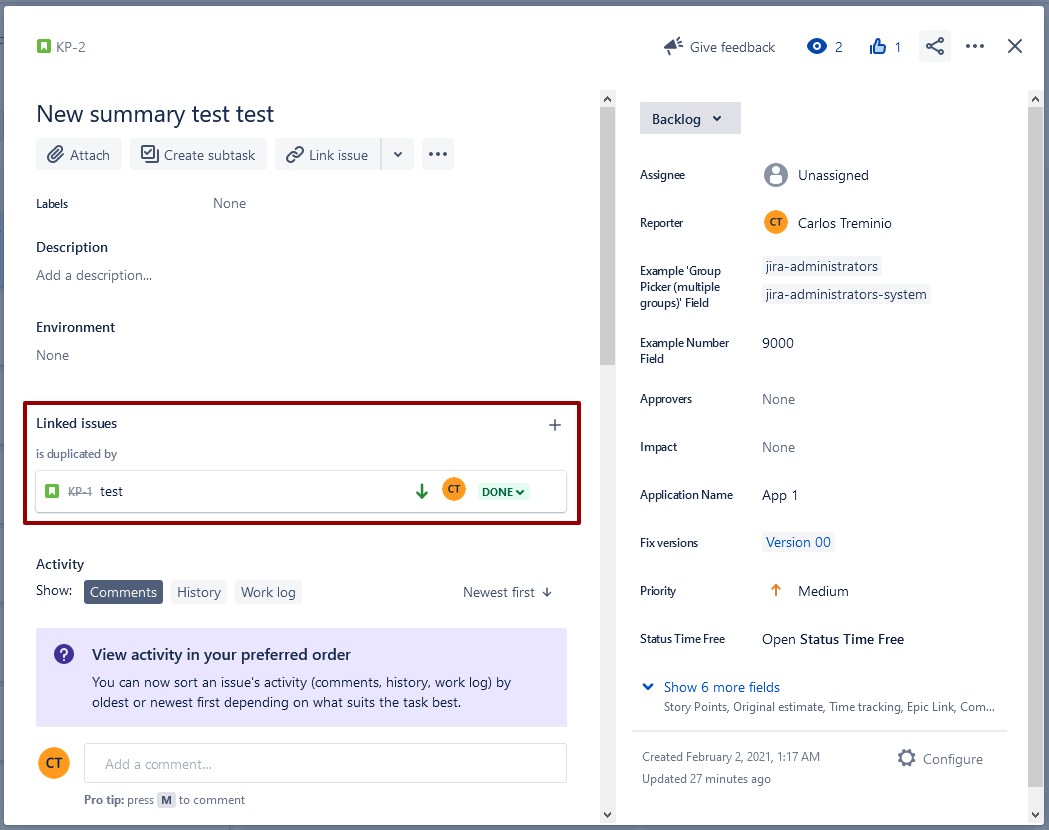 KP-2
Give feedback
2
1
New summary test test
Attach
Create subtask
Link issue
Labels
None
Description
Add a description...
Environment
None
Linked issues
is duplicated by
KP-1 test
CT
DONE
Activity
Show:
Comments
History
Work log
Newest first
?
View activity in your preferred order
You can now sort an issue's activity (comments, history, work log) by
oldest or newest first depending on what suits the task best.
CT
Add a comment...
Pro tip: press M to comment
Backlog
Assignee
Unassigned
Reporter
CT
Carlos Treminio
Example 'Group
Picker (multiple
groups)' Field
jira-administrators
jira-administrators-system
Example Number
Field
9000
Approvers
None
Impact
None
Application Name
App 1
Fix versions
Version 00
Priority
Medium
Status Time Free
Open Status Time Free
Show 6 more fields
Story Points, Original estimate, Time tracking, Epic Link, Com...
Created February 2, 2021, 1:17 AM
Updated 27 minutes ago
Configure